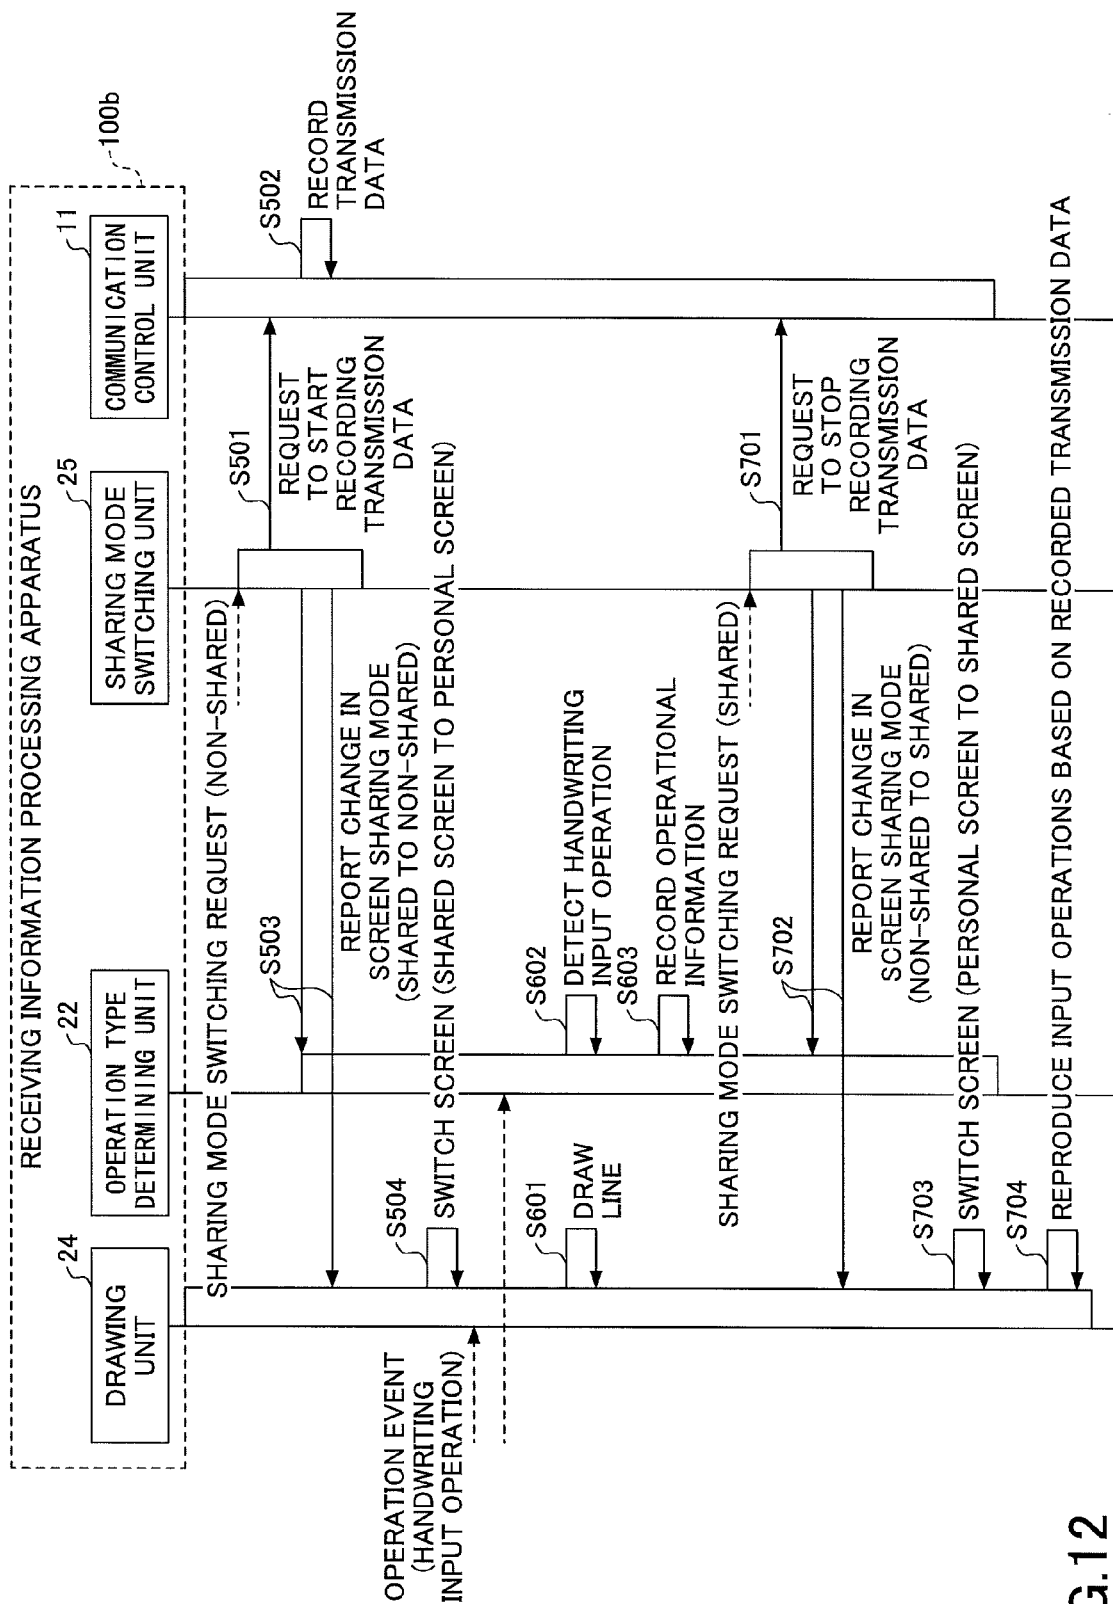 RECEIVING INFORMATION PROCESSING APPARATUS
100b
24
DRAWING
UNIT
22
OPERATION TYPE
DETERMINING UNIT
25
SHARING MODE
SWITCHING UNIT
11
COMMUNICATION
CONTROL UNIT
SHARING MODE SWITCHING REQUEST (NON-SHARED)
S501
REQUEST
TO START
RECORDING
TRANSMISSION
DATA
S502
RECORD
TRANSMISSION
DATA
S503
REPORT CHANGE IN
SCREEN SHARING MODE
(SHARED TO NON-SHARED)
S504
SWITCH SCREEN (SHARED SCREEN TO PERSONAL SCREEN)
OPERATION EVENT
(HANDWRITING
INPUT OPERATION)
S601
DRAW
LINE
S602
DETECT HANDWRITING
INPUT OPERATION
S603
RECORD OPERATIONAL
INFORMATION
SHARING MODE SWITCHING REQUEST (SHARED)
S701
REQUEST
TO STOP
RECORDING
TRANSMISSION
DATA
S702
REPORT CHANGE IN
SCREEN SHARING MODE
(NON-SHARED TO SHARED)
S703
SWITCH SCREEN (PERSONAL SCREEN TO SHARED SCREEN)
S704
REPRODUCE INPUT OPERATIONS BASED ON RECORDED TRANSMISSION DATA
G.12